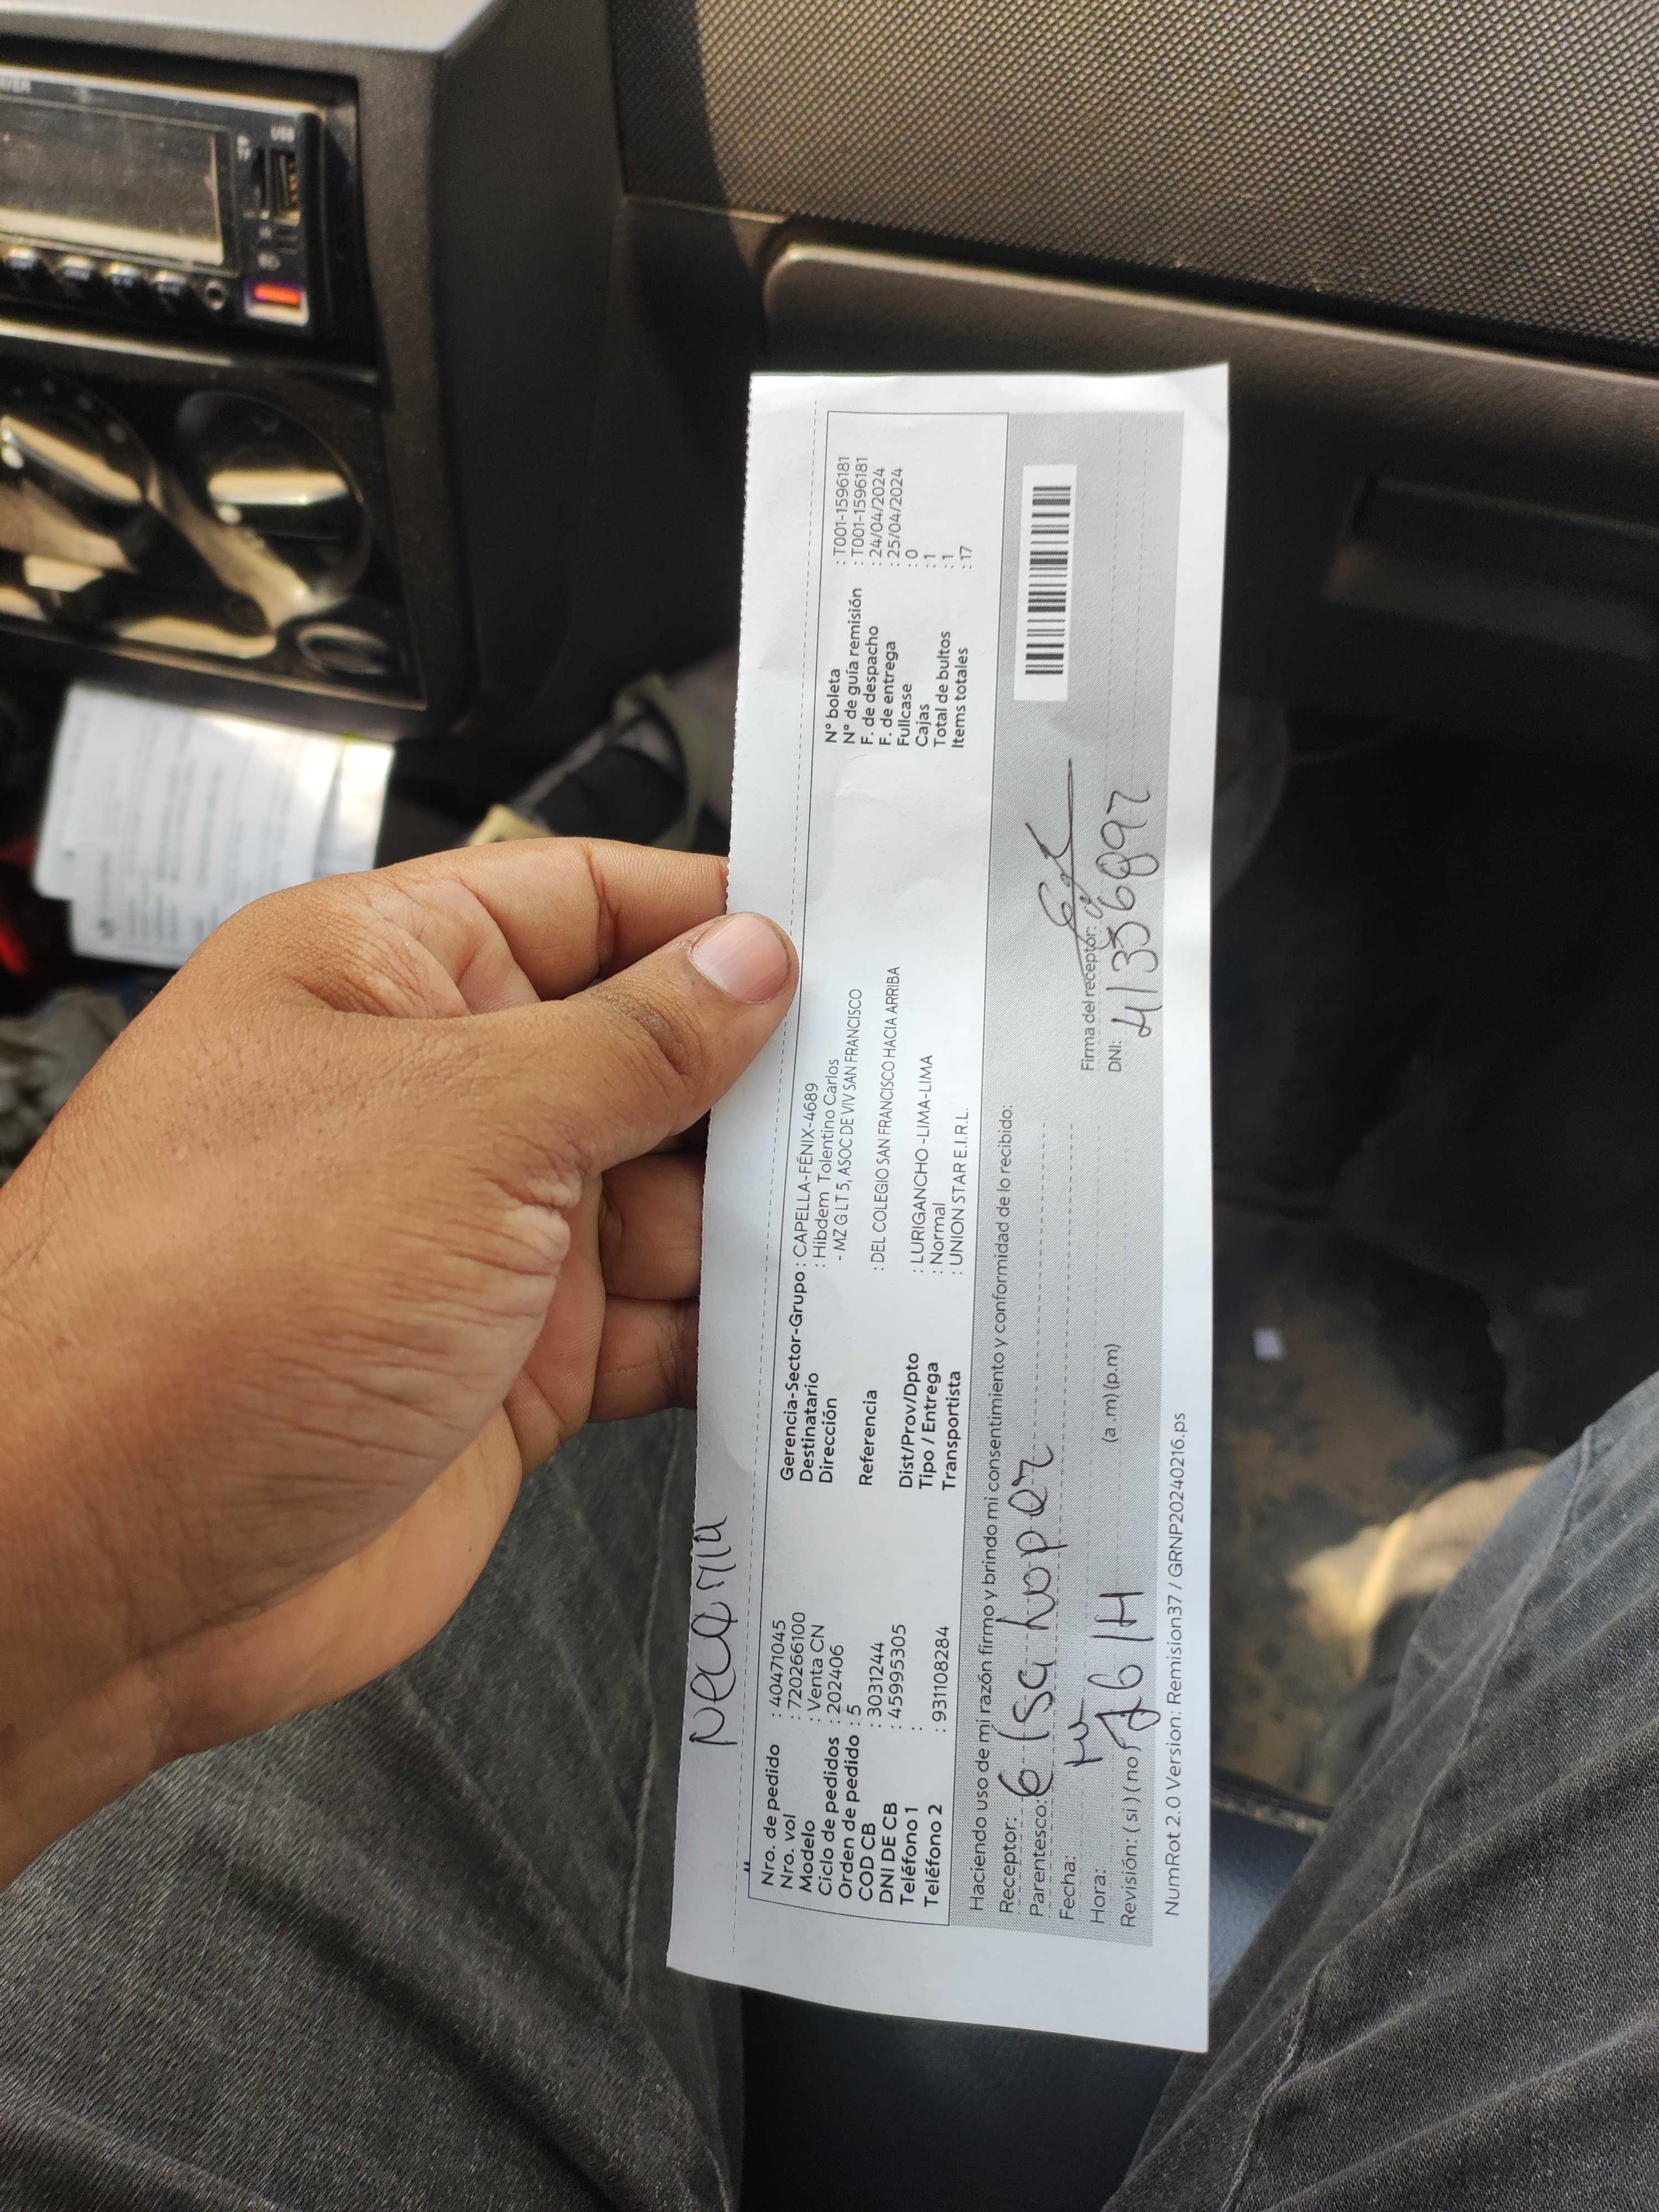 USB
Necania
Nro. de pedido : 40471045
Nro. vol : 720266100
Modelo : Venta CN
Ciclo de pedidos : 202406
Orden de pedido : 5
COD CB : 3031244
DNI DE CB : 45995305
Teléfono 1 :
Teléfono 2 : 931108284
Gerencia-Sector-Grupo : CAPELLA-FÉNIX-4689
Destinatario : Hibdem Tolentino Carlos
Dirección - MZ G LT 5, ASOC DE VIV SAN FRANCISCO
Referencia : DEL COLEGIO SAN FRANCISCO HACIA ARRIBA
Dist/Prov/Dpto : LURIGANCHO -LIMA-LIMA
Tipo / Entrega : Normal
Transportista : UNION STAR E.I.R.L.
N° boleta : T001-1596181
N° de guía remisión : T001-1596181
F. de despacho : 24/04/2024
F. de entrega : 25/04/2024
Fullcase : 0
Cajas : 1
Total de bultos : 1
Items totales : 17
Haciendo uso de mi razón firmo y brindo mi consentimiento y conformidad de lo recibido:
Receptor: Elsa Lopez
Parentesco:
Fecha:
Hora: (a .m) (p.m)
Revisión: ( si ) ( no )
Firma del receptor:
DNI: 41336897
NumRot 2.0 Version: Remision37 / GRNP20240216.ps